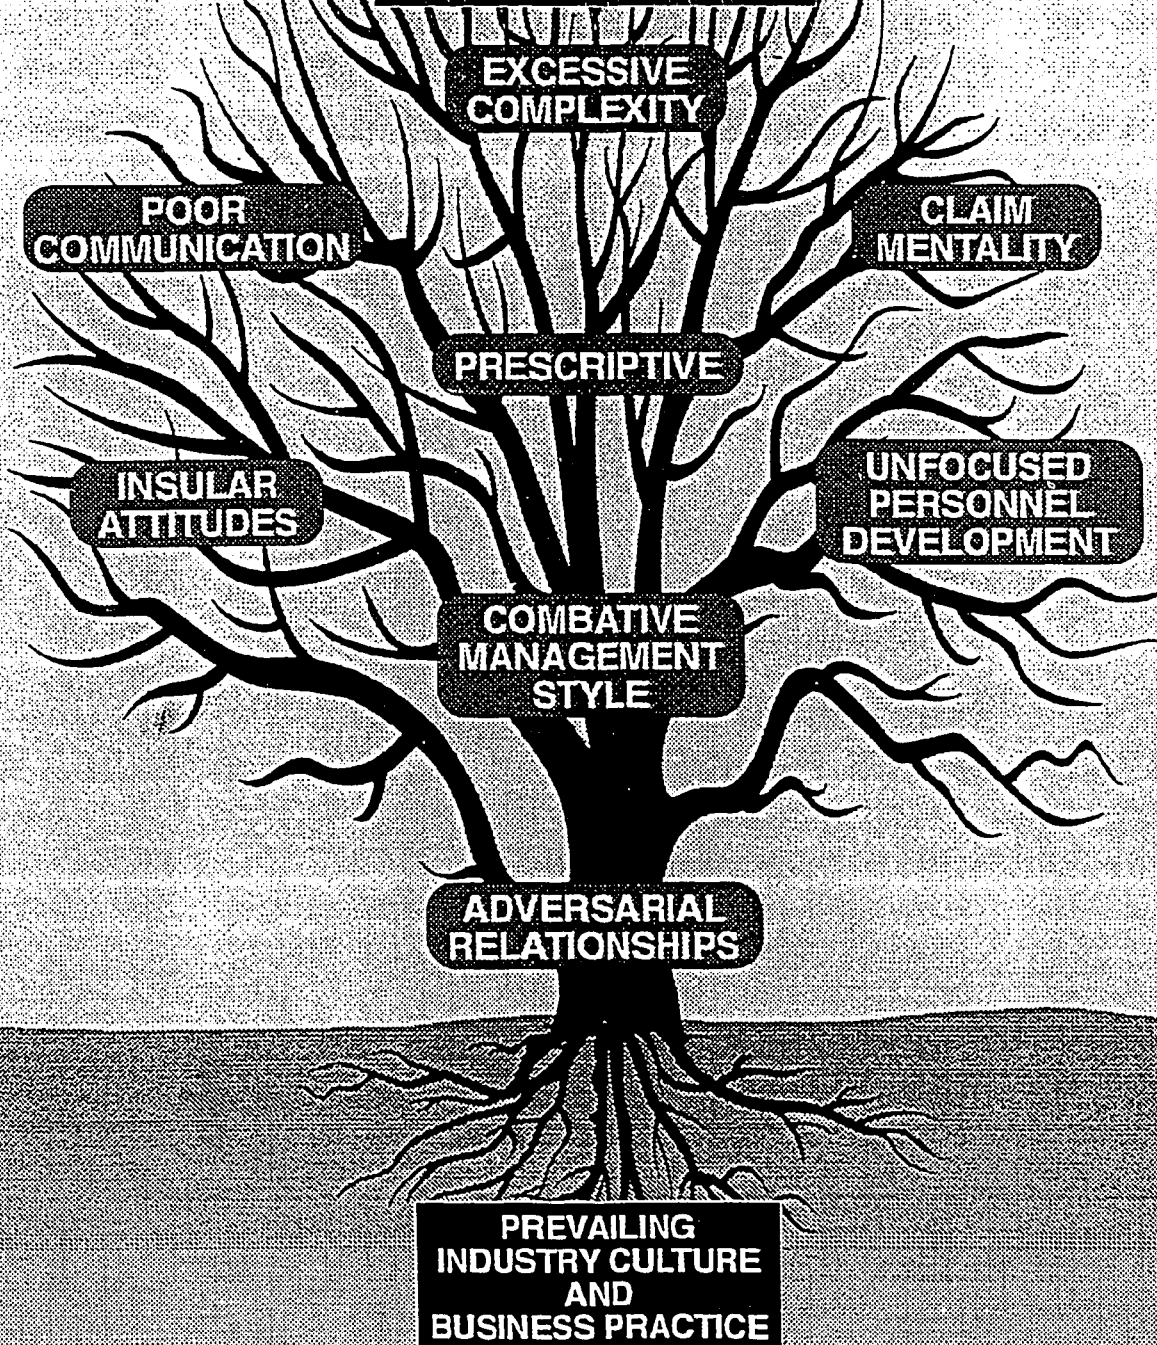 EXCESSIVE
COMPLEXITY
POOR
COMMUNICATION
CLAIM
MENTALITY
PRESCRIPTIVE
INSULAR
ATTITUDES
UNFOCUSED
PERSONNEL
DEVELOPMENT
COMBATIVE
MANAGEMENT
STYLE
ADVERSARIAL
RELATIONSHIPS
PREVAILING
INDUSTRY CULTURE
AND
BUSINESS PRACTICE